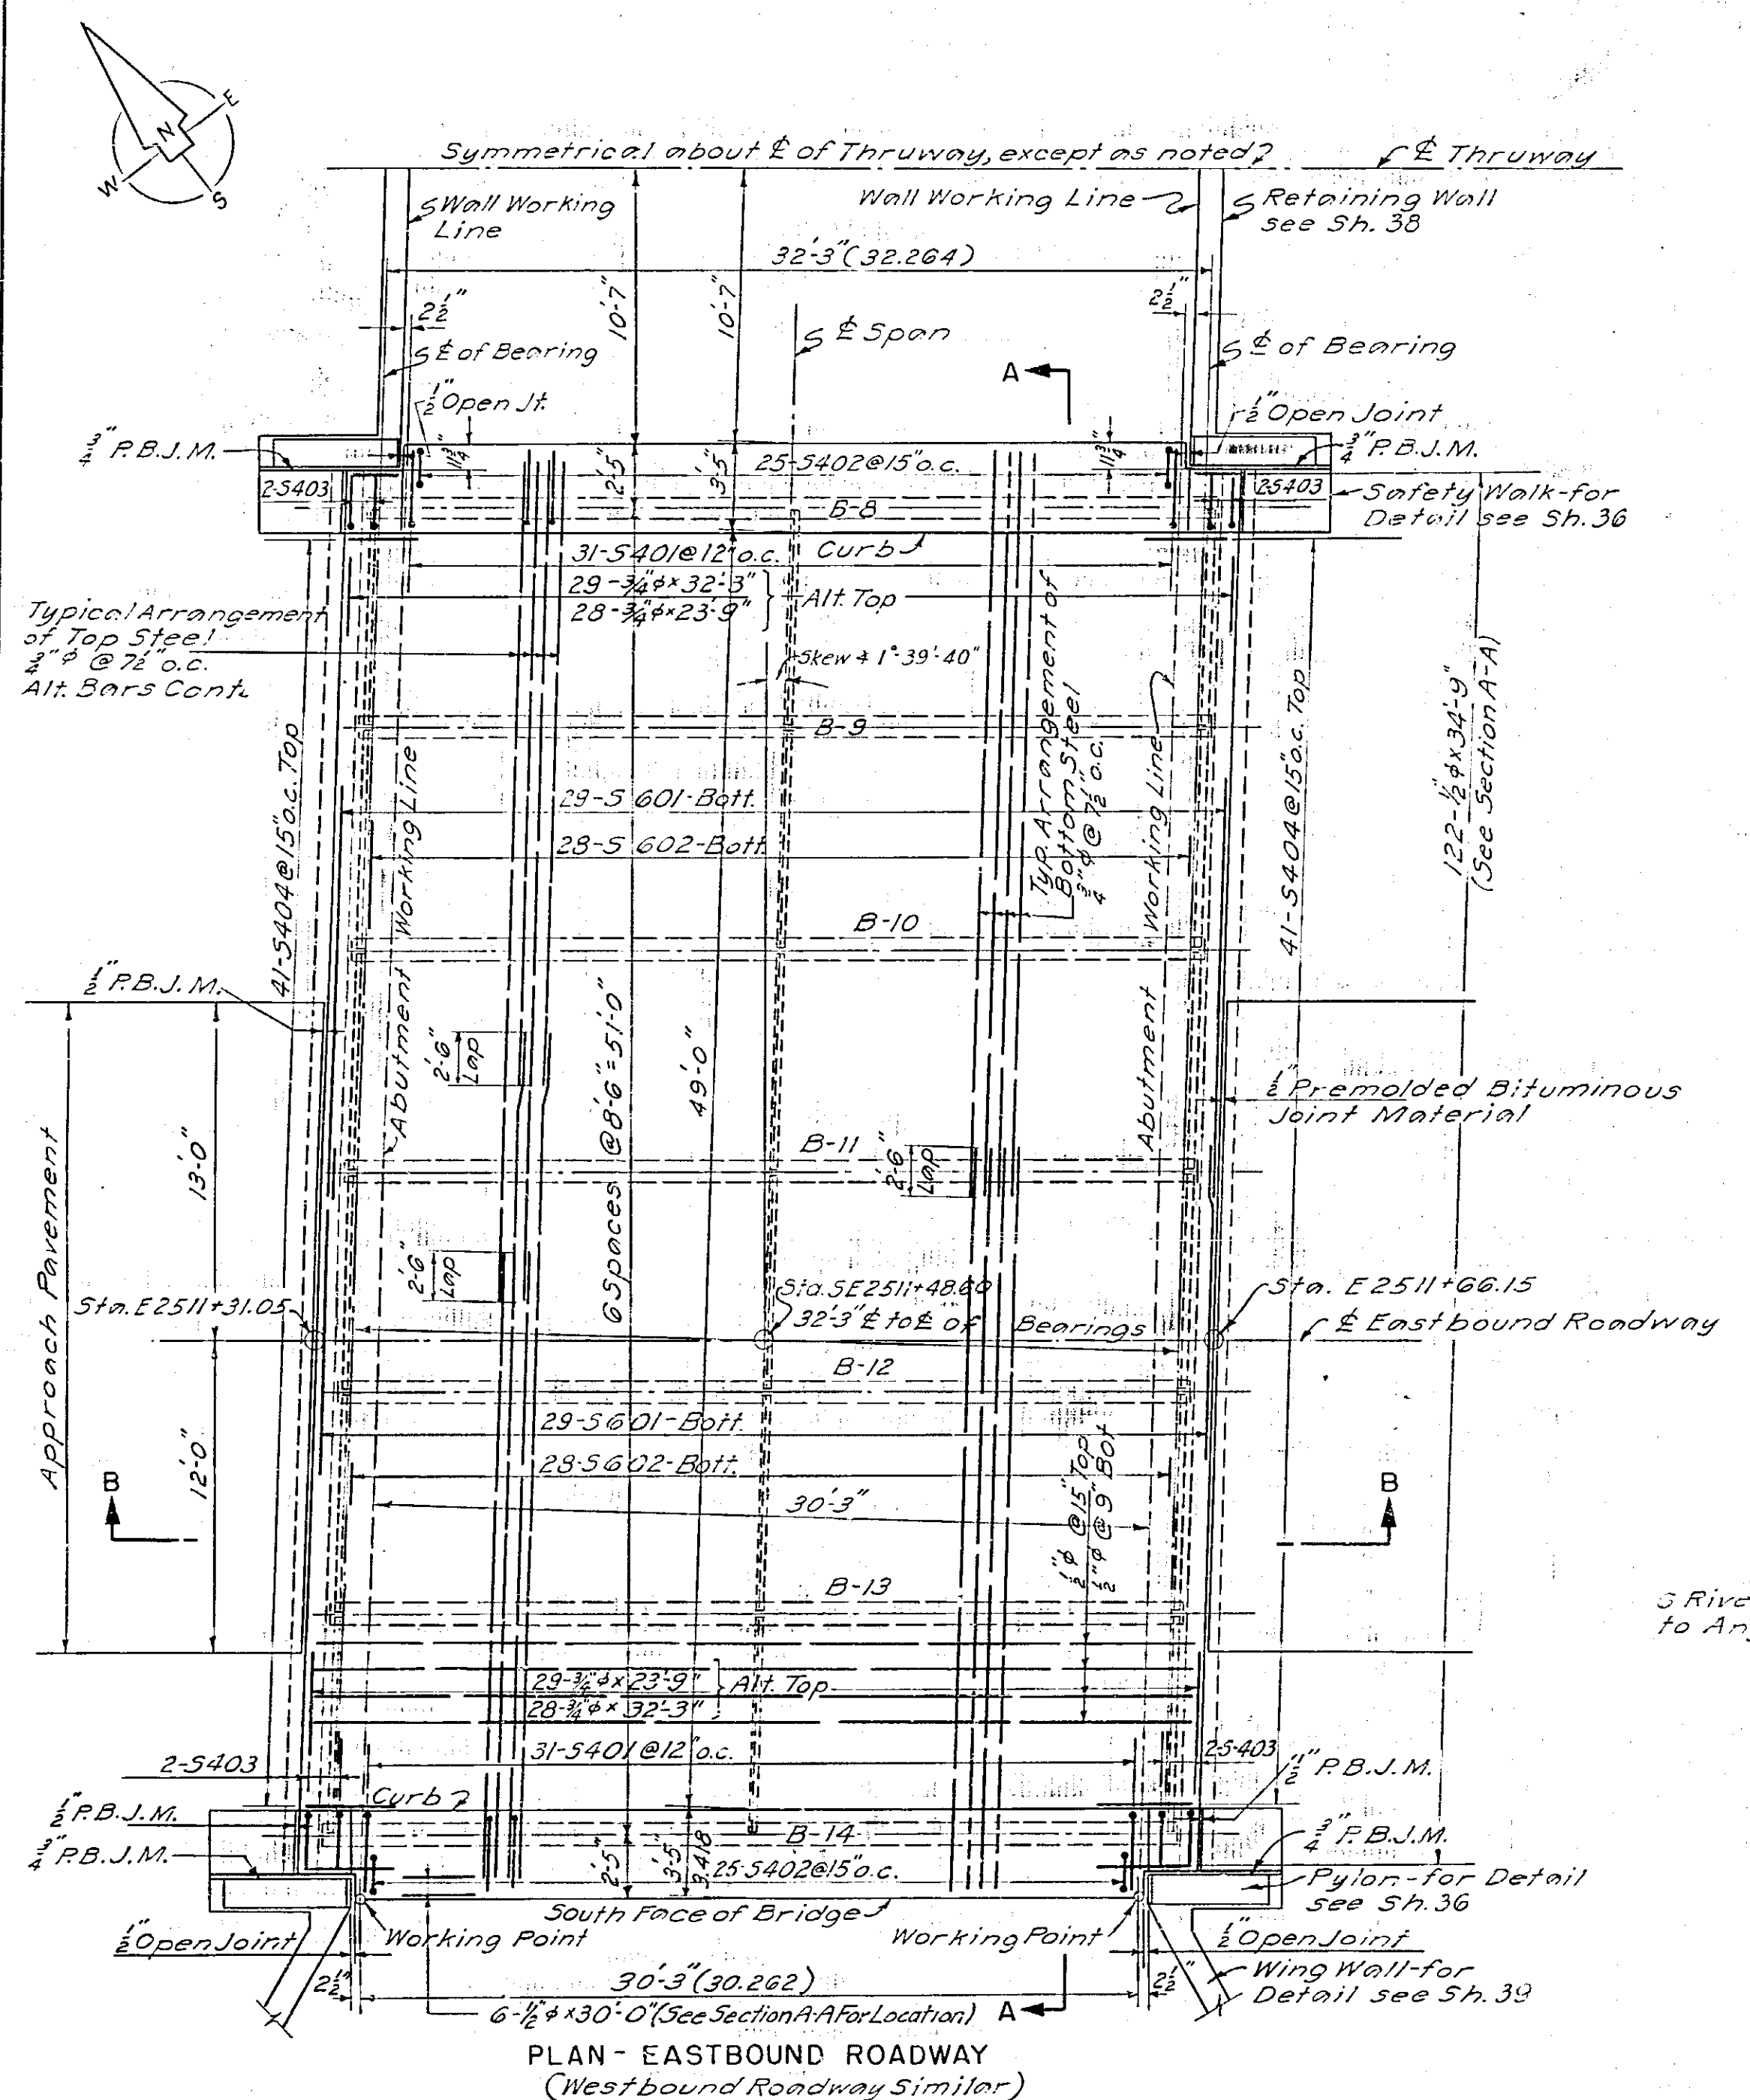 N
E
W
S
Symmetrical about ℄ of Thruway, except as noted
℄ Thruway
Wall Working
Line
Wall Working Line
Retaining Wall
see Sh. 38
32'-3" (32.264)
2½"
10'-7"
10'-7"
2½"
℄ Span
℄ of Bearing
A
℄ of Bearing
½" Open Jt.
½" Open Joint
¾" P.B.J.M.
11¾"
2'-5"
3'-5"
25-S402@15"o.c.
11¾"
¾" P.B.J.M.
2-S403
B-8
2S403
Safety Walk-for
Detail see Sh. 36
31-S401@12"o.c.
Curb
29-¾"φ×32'-3"
28-¾"φ×23'-9"
Alt. Top
Typical Arrangement
of Top Steel
¾"φ @ 7½"o.c.
Alt. Bars Cont.
Skew ∡ 1°-39'-40"
Typ. Arrangement of
Bottom Steel
¾"φ @ 7½" o.c.
B-9
41-S404@15"o.c. Top
Abutment Working Line
29-S601-Bott.
28-S602-Bott.
Abutment Working Line
41-S404@15"o.c. Top
122-½"φ×34'-9"
(See Section A-A)
B-10
½" P.B.J.M.
2'-6"
Lap
6 Spaces @8'-6"=51'-0"
49'-0"
½" Premolded Bituminous
Joint Material
B-11
2'-6"
Lap
Approach Pavement
13'-0"
2'-6"
Lap
Sta. E2511+31.05
Sta. SE2511+48.60
32'-3" ℄ to ℄ of Bearings
Sta. E2511+66.15
℄ Eastbound Roadway
B-12
29-S601-Bott.
28-S602-Bott.
12'-0"
B
30'-3"
½"φ @15" Top
½"φ @ 9" Bot
B
B-13
S Rive
to An
29-¾"φ×23'-9"
28-¾"φ×32'-3"
Alt. Top
31-S401@12"o.c.
2-S403
2S-403
½" P.B.J.M.
Curb
½" P.B.J.M.
¾" P.B.J.M.
B-14
2'-5"
3'-5"
3.418
25-S402@15"o.c.
¾" P.B.J.M.
Pylon-for Detail
see Sh. 36
South Face of Bridge
½" Open Joint
Working Point
Working Point
½" Open Joint
Wing Wall-for
Detail see Sh. 39
2½"
30'-3" (30.262)
2½"
6-½"φ×30'-0" (See Section A-A For Location)
A
PLAN - EASTBOUND ROADWAY
(Westbound Roadway Similar)